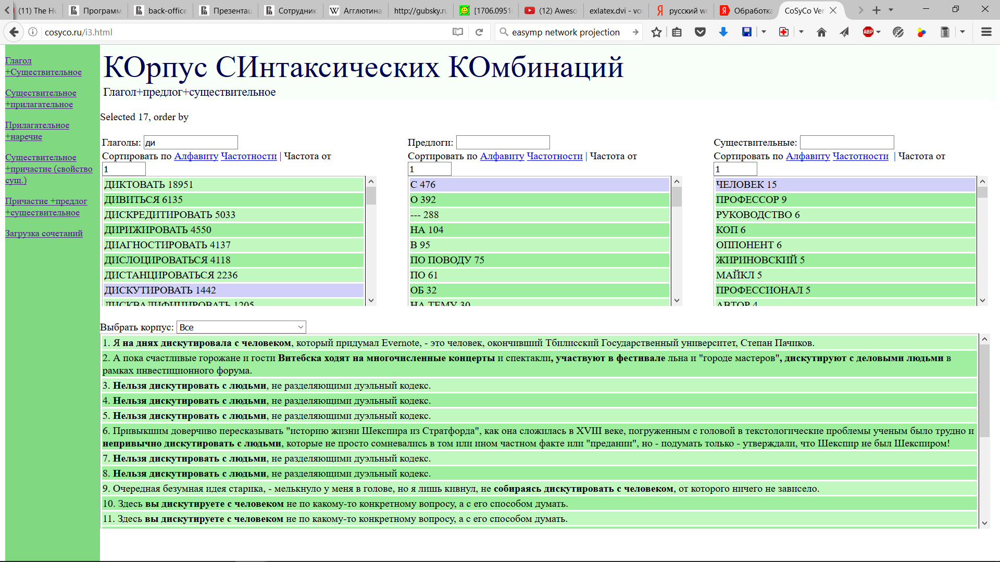 (11) The Hu
Программ
back-office
Презентац
Сотрудник
Агглютина
http://gubsky.ru
[1706.0951
(12) Aweso
exlatex.dvi - vo
русский wo
Обработка
CoSyCo Ver
cosyco.ru/i3.html
easymp network projection
ABP
Глагол
+Существительное
Существительное
+прилагательное
Прилагательное
+наречие
Существительное
+причастие (свойство
сущ.)
Причастие +предлог
+существительное
Загрузка сочетаний
КОрпус СИнтаксических КОмбинаций
Глагол+предлог+существительное
Selected 17, order by
Глаголы: ди
Сортировать по Алфавиту Частотности | Частота от
1
ДИКТОВАТЬ 18951
ДИВИТЬСЯ 6135
ДИСКРЕДИТИРОВАТЬ 5033
ДИРИЖИРОВАТЬ 4550
ДИАГНОСТИРОВАТЬ 4137
ДИСЛОЦИРОВАТЬСЯ 4118
ДИСТАНЦИРОВАТЬСЯ 2236
ДИСКУТИРОВАТЬ 1442
ДИСКВАЛИФИЦИРОВАТЬ 1205
Предлоги:
Сортировать по Алфавиту Частотности | Частота от
1
С 476
О 392
--- 288
НА 104
В 95
ПО ПОВОДУ 75
ПО 61
ОБ 32
НА ТЕМУ 30
Существительные:
Сортировать по Алфавиту Частотности | Частота от
1
ЧЕЛОВЕК 15
ПРОФЕССОР 9
РУКОВОДСТВО 6
КОП 6
ОППОНЕНТ 6
ЖИРИНОВСКИЙ 5
МАЙКЛ 5
ПРОФЕССИОНАЛ 5
АВТОР 4
Выбрать корпус: Все
1. Я на днях дискутировала с человеком, который придумал Evernote, - это человек, окончивший Тбилисский Государственный университет, Степан Пачиков.
2. А пока счастливые горожане и гости Витебска ходят на многочисленные концерты и спектакли, участвуют в фестивале льна и "городе мастеров", дискутируют с деловыми людьми в
рамках инвестиционного форума.
3. Нельзя дискутировать с людьми, не разделяющими дуэльный кодекс.
4. Нельзя дискутировать с людьми, не разделяющими дуэльный кодекс.
5. Нельзя дискутировать с людьми, не разделяющими дуэльный кодекс.
6. Привыкшим доверчиво пересказывать "историю жизни Шекспира из Стратфорда", как она сложилась в XVIII веке, погруженным с головой в текстологические проблемы ученым было трудно и
непривычно дискутировать с людьми, которые не просто сомневались в том или ином частном факте или "предании", но - подумать только - утверждали, что Шекспир не был Шекспиром!
7. Нельзя дискутировать с людьми, не разделяющими дуэльный кодекс.
8. Нельзя дискутировать с людьми, не разделяющими дуэльный кодекс.
9. Очередная безумная идея старика, - мелькнуло у меня в голове, но я лишь кивнул, не собираясь дискутировать с человеком, от которого ничего не зависело.
10. Здесь вы дискутируете с человеком не по какому-то конкретному вопросу, а с его способом думать.
11. Здесь вы дискутируете с человеком не по какому-то конкретному вопросу, а с его способом думать.